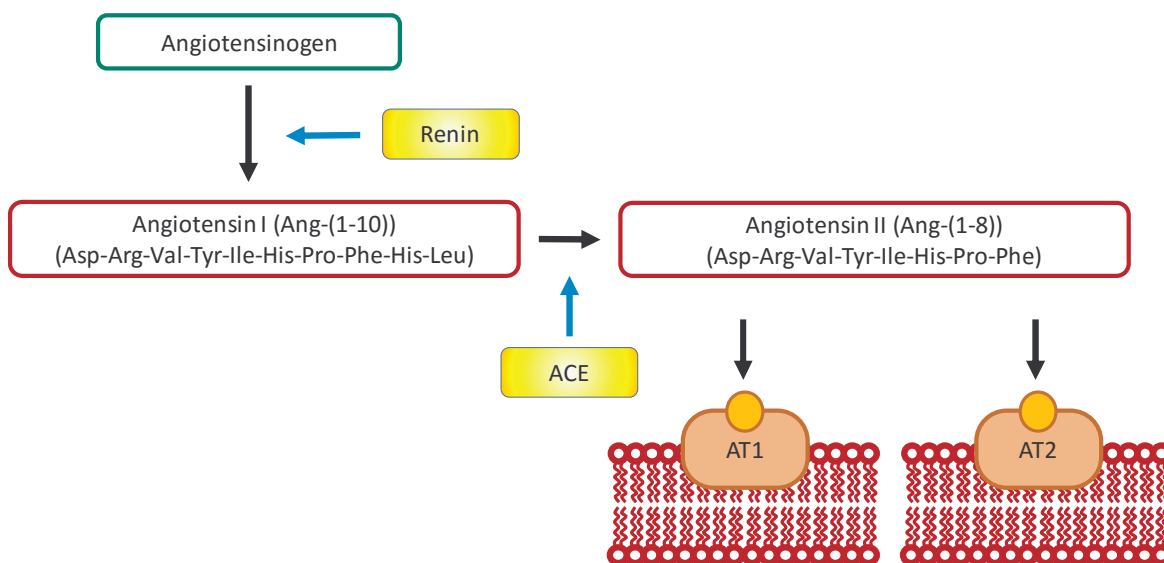 Angiotensinogen
Renin
Angiotensin I (Ang-(1-10))
(Asp-Arg-Val-Tyr-Ile-His-Pro-Phe-His-Leu)
Angiotensin II (Ang-(1-8))
(Asp-Arg-Val-Tyr-Ile-His-Pro-Phe)
ACE
AT1
AT2